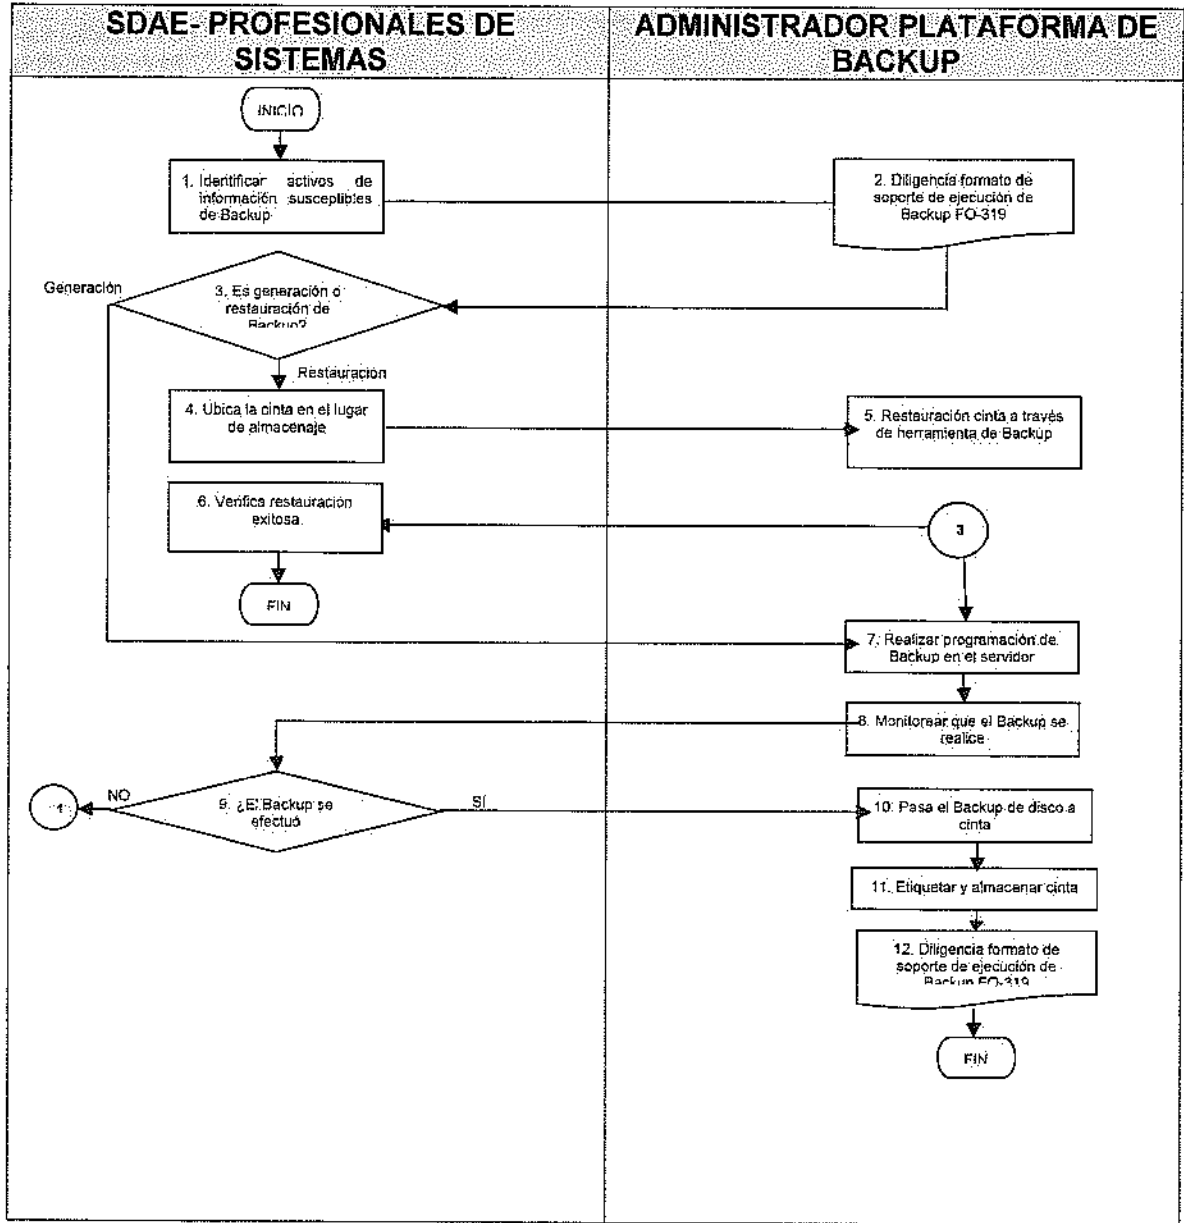 SDAE- PROFESIONALES DE
SISTEMAS
ADMINISTRADOR PLATAFORMA DE
BACKUP
INICIO
1. Identificar activos de
información susceptibles
de Backup
2. Diligencia formato de
soporte de ejecución de
Backup FO-319
Generación
3. Es generación o
restauración de
Backup?
Restauración
4. Ubica la cinta en el lugar
de almacenaje
5. Restauración cinta a través
de herramienta de Backup
6. Verifica restauración
exitosa.
3
FIN
7. Realizar programación de
Backup en el servidor
8. Monitorear que el Backup se
realice
NO
9. ¿El Backup se
efectuó
SÍ
1
10. Pasa el Backup de disco a
cinta
11. Etiquetar y almacenar cinta
12. Diligencia formato de
soporte de ejecución de
Backup FO-319
FIN